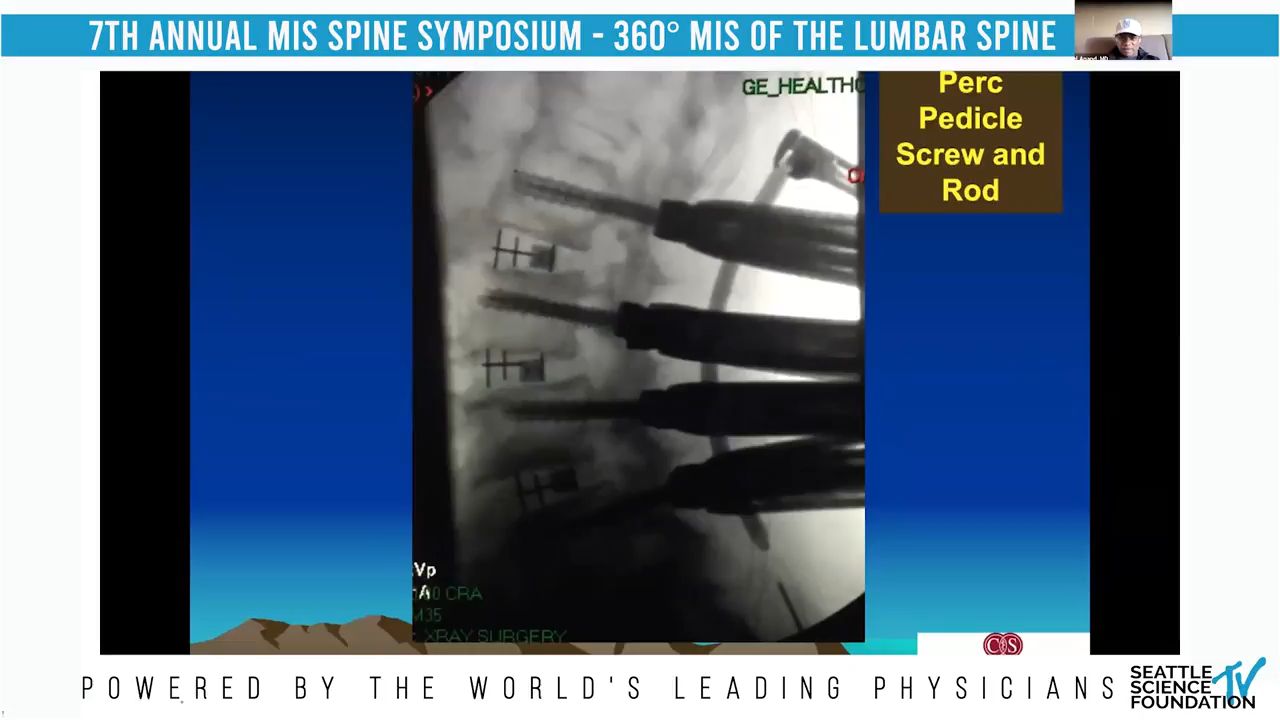 7TH ANNUAL MIS SPINE SYMPOSIUM - 360° MIS OF THE LUMBAR SPINE
GE_HEALTHC
Perc
Pedicle
Screw and
Rod
Vp
CRA
XRAY SURGERY
CS
POWERED BY THE WORLD'S LEADING PHYSICIANS
SEATTLE
SCIENCE
FOUNDATION
TV